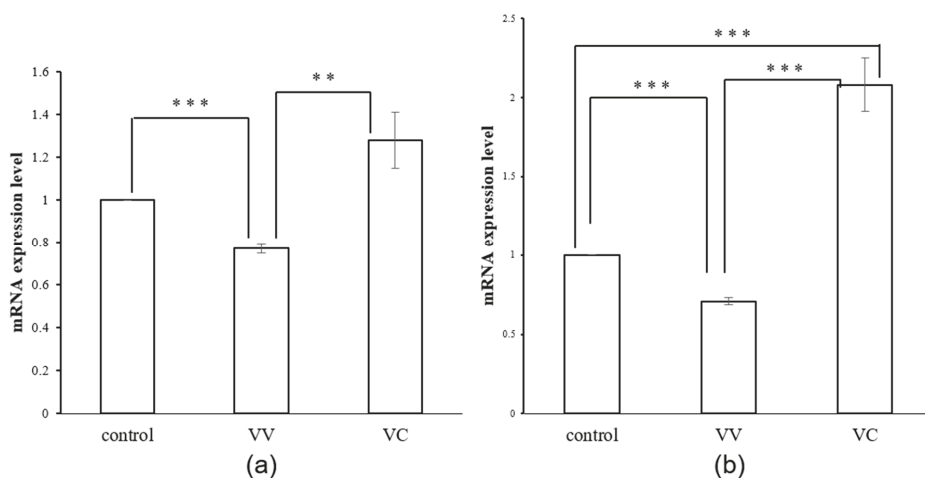 mRNA expression level
1.6
1.4
1.2
1
0.8
0.6
0.4
0.2
0
* * *
* *
control VV VC
(a)
mRNA expression level
2.5
2
1.5
1
0.5
0
* * *
* * *
* * *
control VV VC
(b)